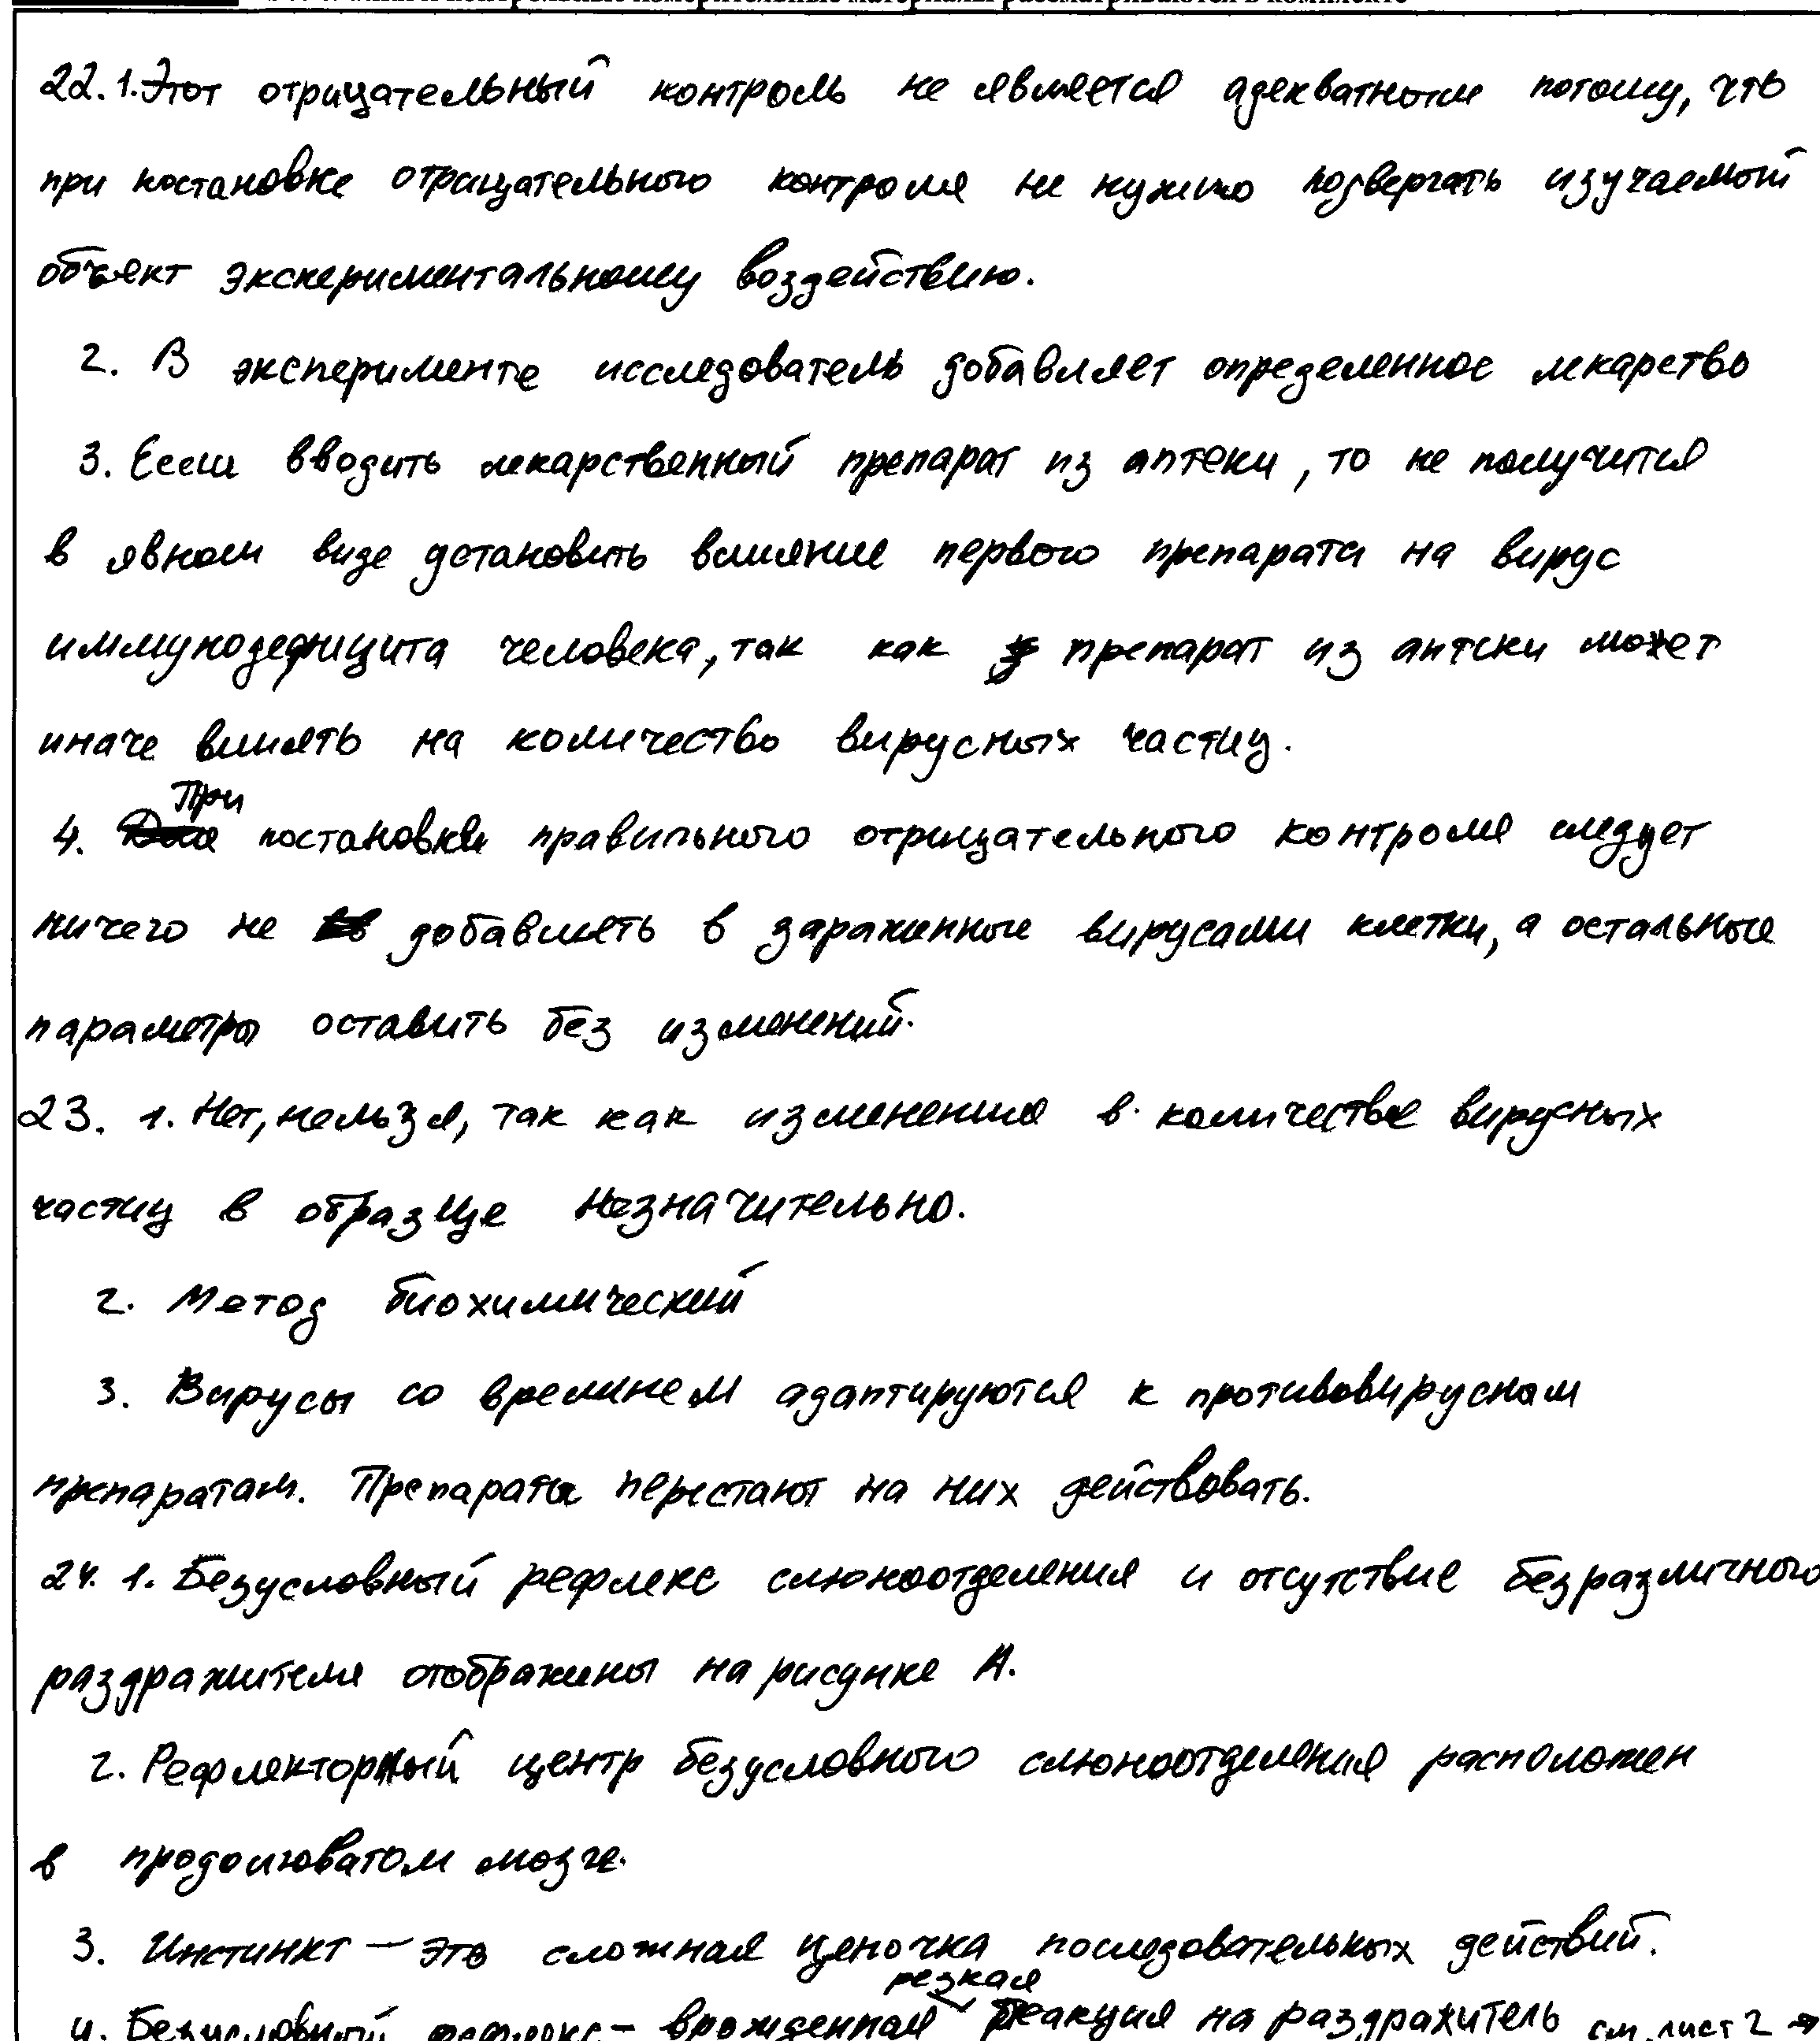 22. 1. Этот отрицательный контроль не является адекватным потому, что
при постановке отрицательного контроля не нужно подвергать изучаемый
объект экспериментальному воздействию.
2. В эксперименте исследователь добавляет определенное лекарство
3. Если вводить лекарственный препарат из аптеки, то не получится
в явном виде установить влияние первого препарата на вирус
иммунодефицита человека, так как препарат из аптеки может
иначе влиять на количество вирусных частиц.
При
4. постановке правильного отрицательного контроля следует
ничего не добавлять в зараженные вирусами клетки, а остальные
параметры оставить без изменений.
23. 1. Нет, нельзя, так как изменения в количестве вирусных
частиц в образце незначительно.
2. Метод биохимический
3. Вирусы со временем адаптируются к противовирусном
препаратам. Препараты перестают на них действовать.
24. 1. Безусловный рефлекс слюноотделения и отсутствие безразличного
раздражителя отображены на рисунке А.
2. Рефлекторный центр безусловного слюноотделения расположен
в продолговатом мозге.
3. Инстинкт – это сложная цепочка последовательных действий.
резкая
4. Безусловный рефлекс – врожденная реакция на раздражитель см. лист 2 →